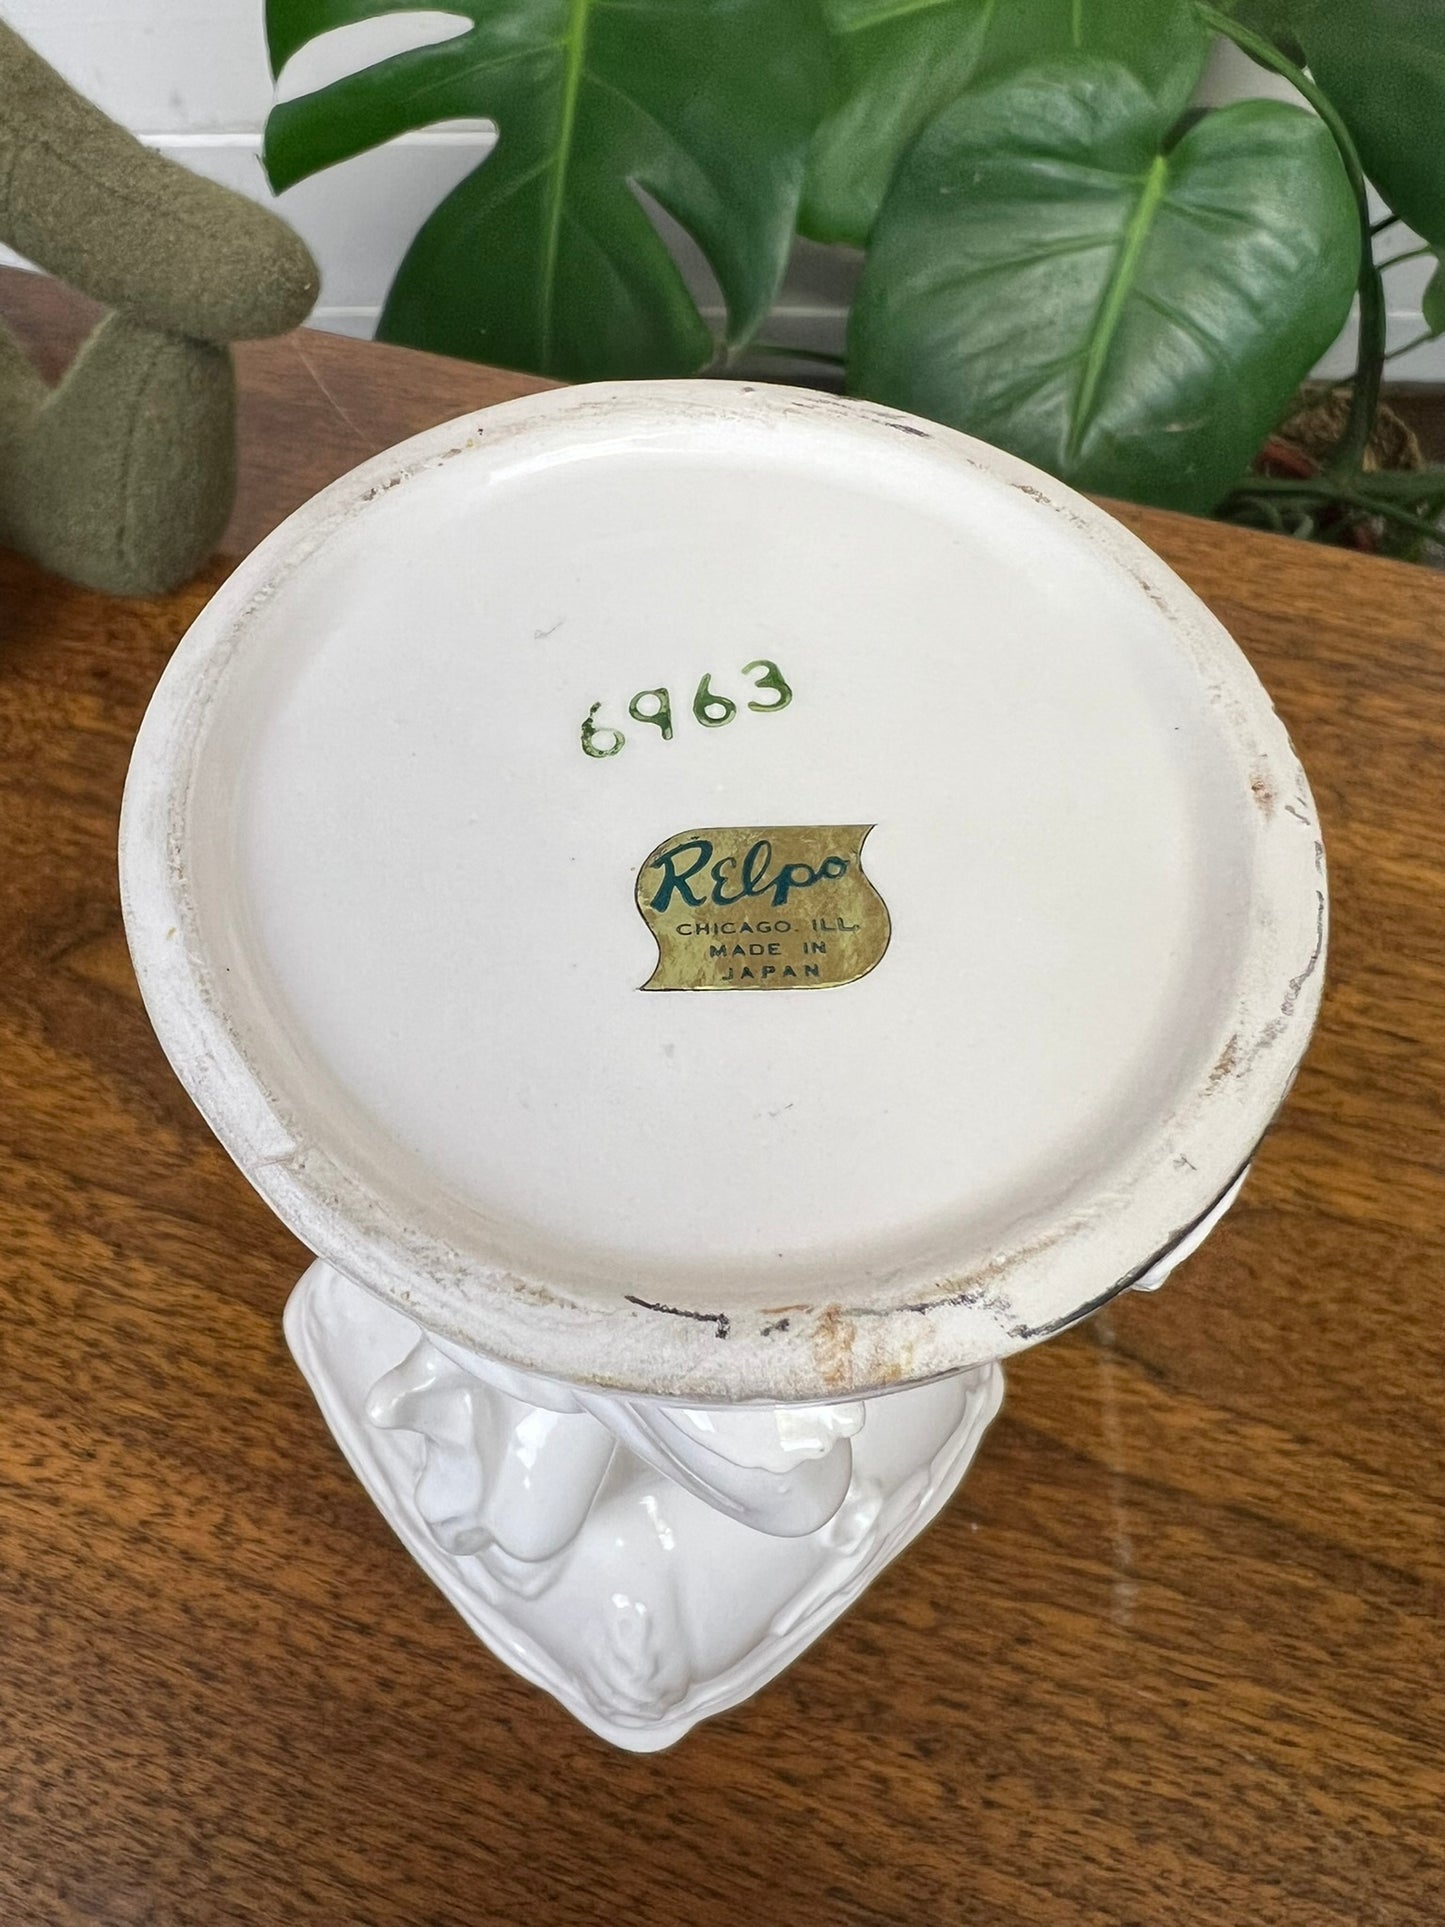 6963
Relpo
CHICAGO. ILL.
MADE IN
JAPAN